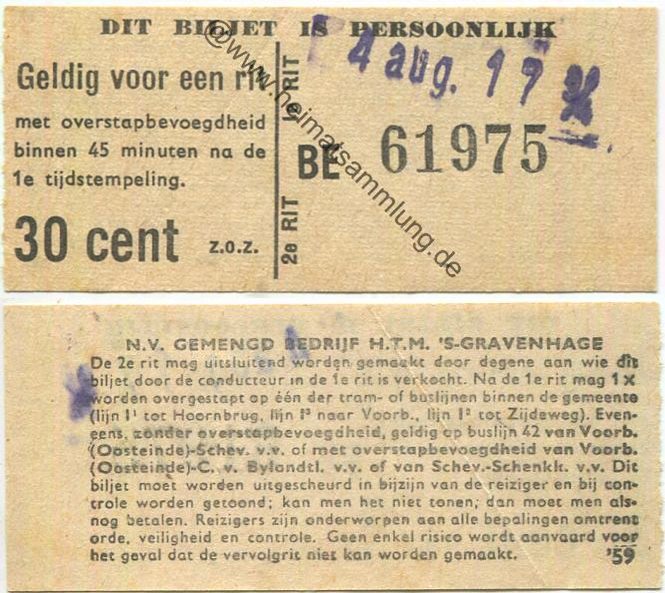 DIT BILJET IS PERSOONLIJK
Geldig voor een rit
met overstapbevoegdheid
binnen 45 minuten na de
1e tijdstempeling.
30 cent z.o.z.
2e RIT 1e RIT
4 aug. 17
BE 61975
@www.heimatsammlung.de
N.V. GEMENGD BEDRIJF H.T.M. 'S-GRAVENHAGE
De 2e rit mag uitsluitend worden gemaakt door degene aan wie dit
biljet door de conducteur in de 1e rit is verkocht. Na de 1e rit mag 1 x
worden overgestapt op één der tram- of buslijnen binnen de gemeente
(lijn I¹ tot Hoornbrug, lijn I² naar Voorb., lijn I³ tot Zijdeweg). Even-
eens, zonder overstapbevoegdheid, geldig op buslijn 42 van Voorb.
(Oosteinde)-Schev. v.v. of met overstapbevoegdheid van Voorb.
(Oosteinde)-C. v. Bylandtl. v.v. of van Schev.-Schenkk. v.v. Dit
biljet moet worden uitgescheurd in bijzijn van de reiziger en bij con-
trole worden getoond; kan men het niet tonen, dan moet men als-
nog betalen. Reizigers zijn onderworpen aan alle bepalingen omtrent
orde, veiligheid en controle. Geen enkel risico wordt aanvaard voor
het geval dat de vervolgrit niet kan worden gemaakt. '59